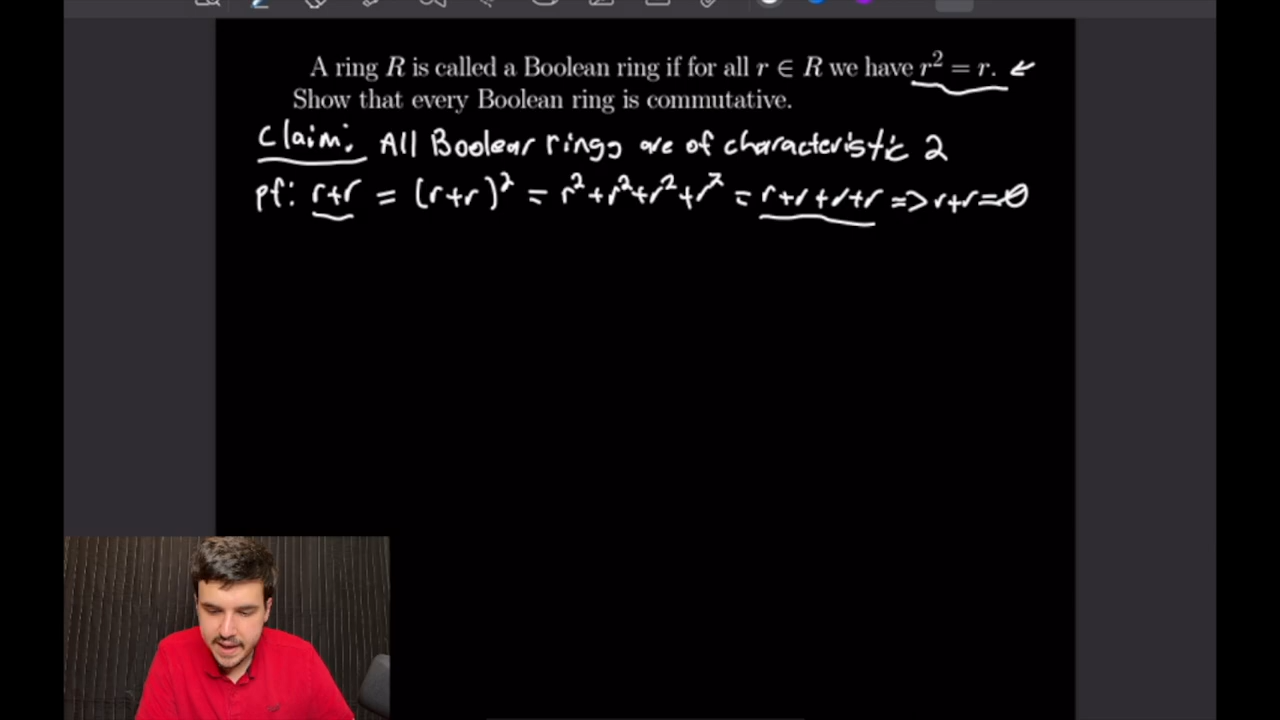 A ring R is called a Boolean ring if for all r ∈ R we have r² = r. ↙
Show that every Boolean ring is commutative.
Claim: All Boolear rings are of characteristic 2
pf: r+r = (r+r)² = r²+r²+r²+r² = r+r+r+r => r+r=0